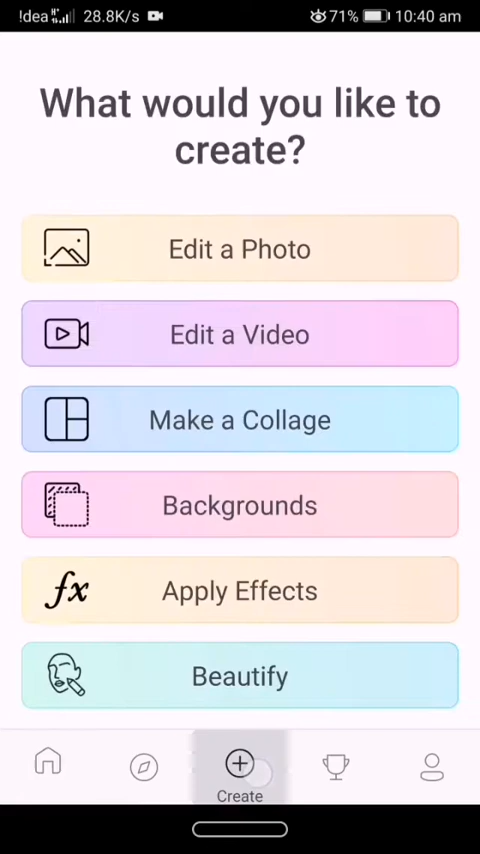 !dea 28.8K/s 71% 10:40 am
What would you like to
create?
Edit a Photo
Edit a Video
Make a Collage
Backgrounds
fx Apply Effects
Beautify
Create